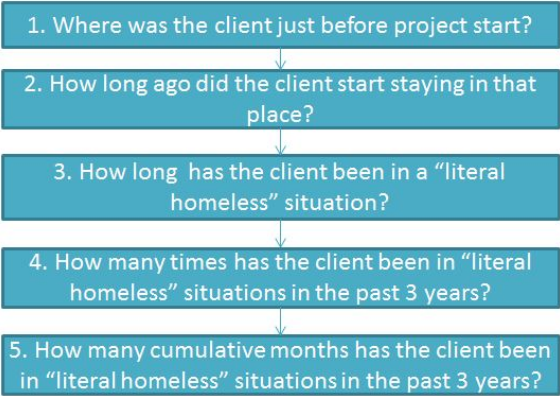 1. Where was the client just before project start?
2. How long ago did the client start staying in that
place?
3. How long has the client been in a “literal
homeless” situation?
4. How many times has the client been in “literal
homeless” situations in the past 3 years?
5. How many cumulative months has the client been
in “literal homeless” situations in the past 3 years?